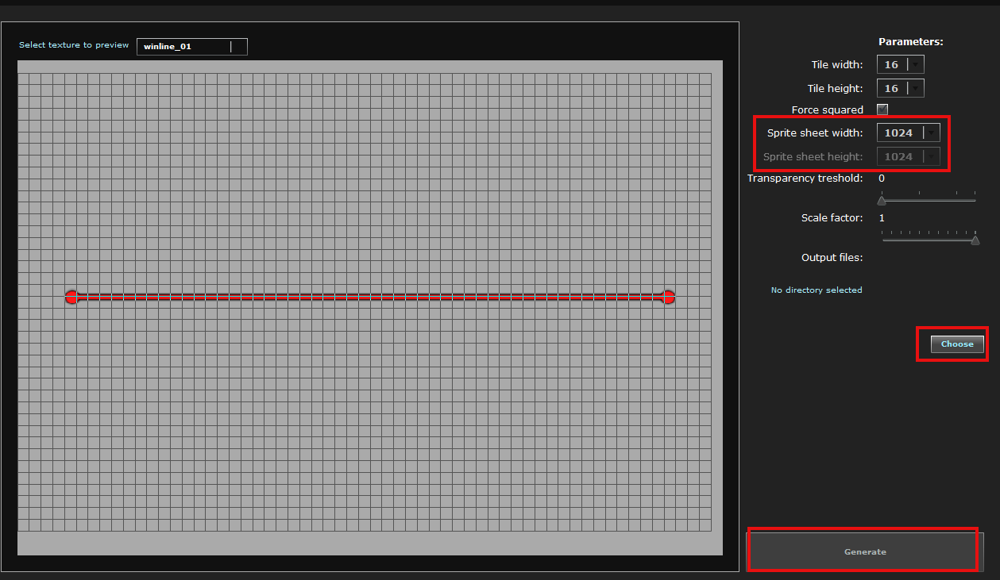 Select texture to preview winline_01
Parameters:
Tile width: 16
Tile height: 16
Force squared
Sprite sheet width: 1024
Sprite sheet height: 1024
Transparency treshold: 0
Scale factor: 1
Output files:
No directory selected
Choose
Generate